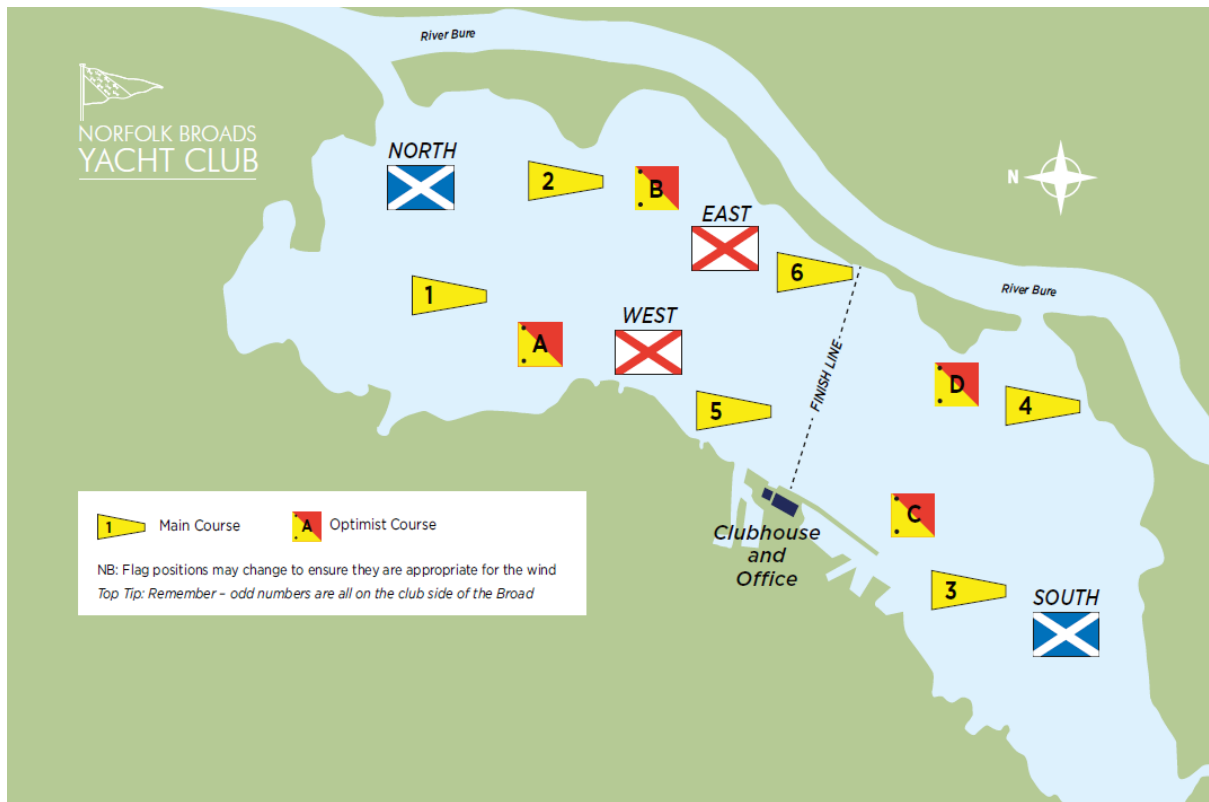 River Bure
NORFOLK BROADS
YACHT CLUB
NORTH
2
B
EAST
N
6
1
WEST
River Bure
A
FINISH LINE
D
5
4
C
Clubhouse
and
Office
3
SOUTH
1 Main Course
A Optimist Course
NB: Flag positions may change to ensure they are appropriate for the wind
Top Tip: Remember – odd numbers are all on the club side of the Broad